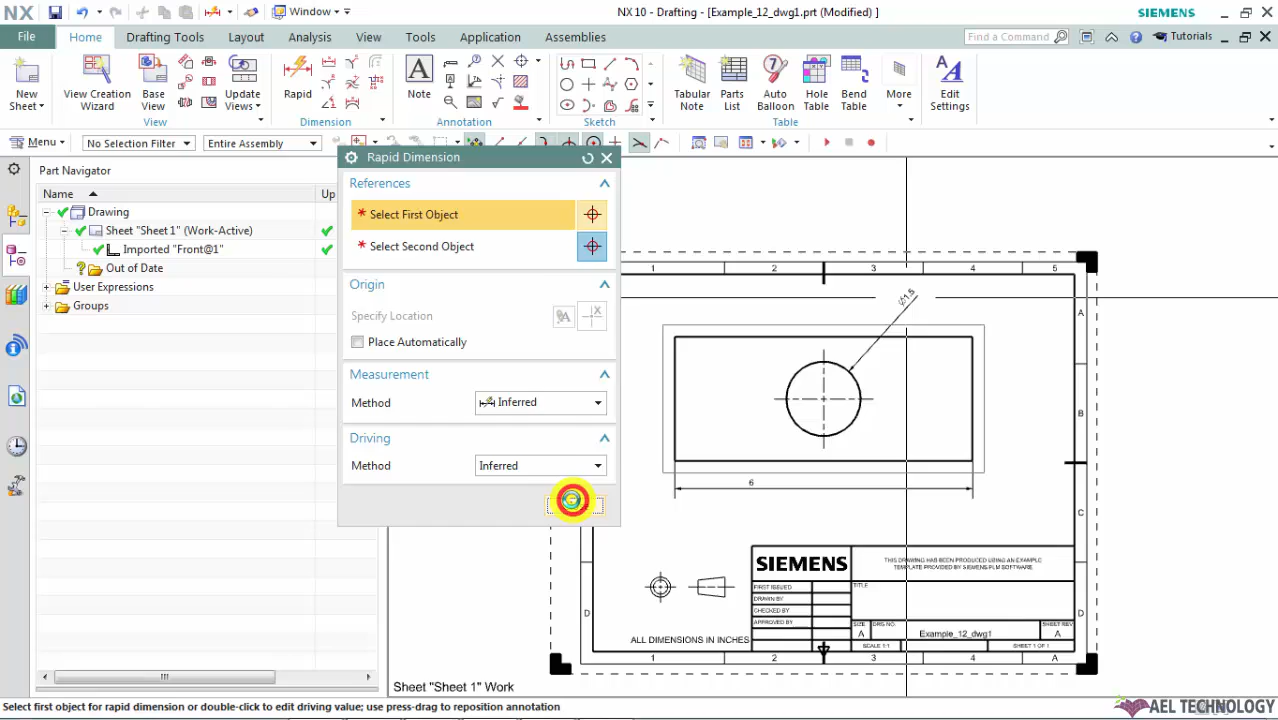 NX
Window
NX 10 - Drafting - [Example_12_dwg1.prt (Modified) ]
SIEMENS
File
Home
Drafting Tools
Layout
Analysis
View
Tools
Application
Assemblies
Find a Command
Tutorials
New Sheet
View Creation Wizard
Base View
Update Views
Rapid
Note
Tabular Note
Parts List
Auto Balloon
Hole Table
Bend Table
More
Edit Settings
View
Dimension
Annotation
Sketch
Table
Menu
No Selection Filter
Entire Assembly
Part Navigator
Name
Up
Drawing
Sheet "Sheet 1" (Work-Active)
Imported "Front@1"
Out of Date
User Expressions
Groups
Rapid Dimension
References
* Select First Object
* Select Second Object
Origin
Specify Location
Place Automatically
Measurement
Method
Inferred
Driving
Method
Inferred
1 2 3 4 5
A
B
C
D
D
∅1.5
6
SIEMENS
THIS DRAWING HAS BEEN PRODUCED USING AN EXAMPLE
TEMPLATE PROVIDED BY SIEMENS PLM SOFTWARE
FIRST ISSUED
TITLE
DRAWN BY
CHECKED BY
APPROVED BY
SIZE
A
DRG NO.
Example_12_dwg1
SHEET REV
A
SCALE 1:1
SHEET 1 OF 1
ALL DIMENSIONS IN INCHES
1 2 3 4 A
Sheet "Sheet 1" Work
Select first object for rapid dimension or double-click to edit driving value; use press-drag to reposition annotation
AEL TECHNOLOGY